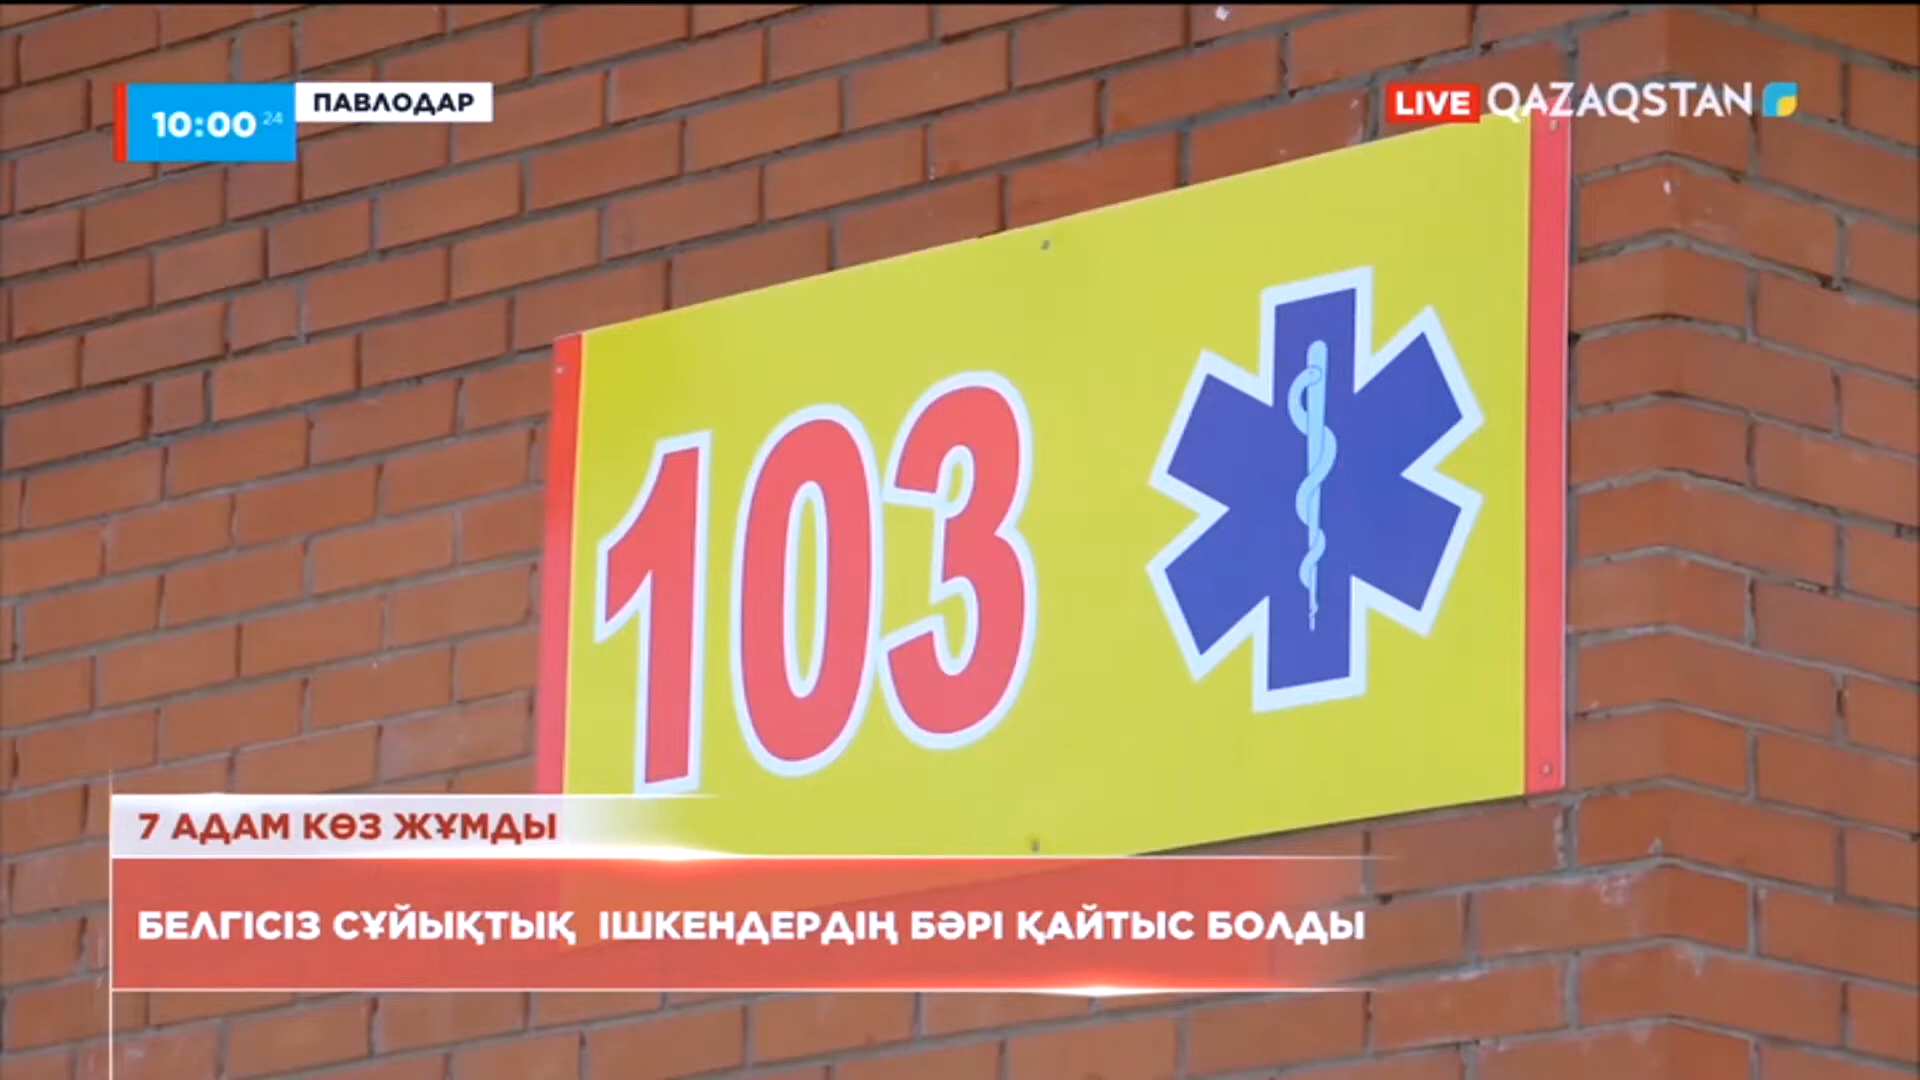 10:00 24
ПАВЛОДАР
LIVE QAZAQSTAN
103
7 АДАМ КӨЗ ЖҰМДЫ
БЕЛГІСІЗ СҰЙЫҚТЫҚ ІШКЕНДЕРДІҢ БӘРІ ҚАЙТЫС БОЛДЫ